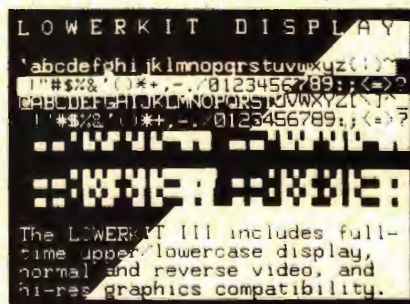 LOWERKIT DISPLAY
`abcdefghijklmnopqrstuvwxyz{|}~
!"#$%&'()*+,-./0123456789:;<=>?
@ABCDEFGHIJKLMNOPQRSTUVWXYZ[\]^_
!"#$%&'()*+,-./0123456789:;<=>?
The LOWERKIT III includes full-
time upper/lowercase display,
normal and reverse video, and
hi-res graphics compatibility.